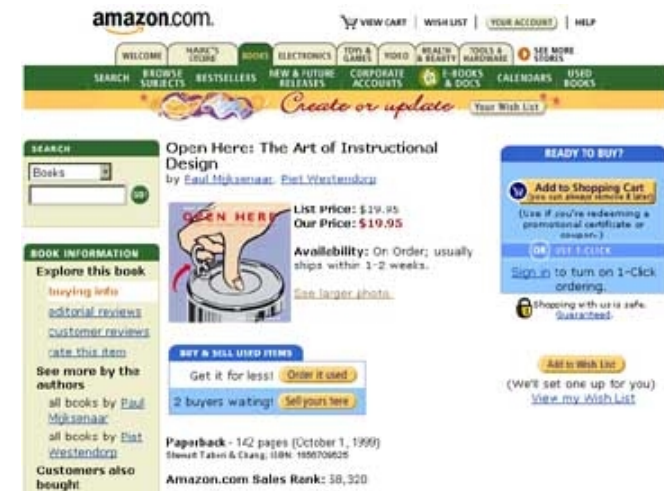 amazon.com.
VIEW CART | WISH LIST | YOUR ACCOUNT | HELP
WELCOME
STORE
BOOKS
ELECTRONICS
TOYS & GAMES
VIDEO
HEALTH & BEAUTY
TOOLS & HARDWARE
SEE MORE STORES
SEARCH
BROWSE SUBJECTS
BESTSELLERS
NEW & FUTURE RELEASES
CORPORATE ACCOUNTS
E-BOOKS & DOCS
CALENDARS
USED BOOKS
Create or update Your Wish List
SEARCH
Books
GO!
BOOK INFORMATION
Explore this book
buying info
editorial reviews
customer reviews
rate this item
See more by the
authors
all books by Paul
Mijksenaar
all books by Piet
Westendorp
Customers also
bought
Open Here: The Art of Instructional
Design
by Paul Mijksenaar, Piet Westendorp
OPEN HERE
List Price: $19.95
Our Price: $19.95
Availability: On Order; usually
ships within 1-2 weeks.
See larger photo
BUY & SELL USED ITEMS
Get it for less! Order it used
2 buyers waiting! Sell yours here
Paperback - 142 pages (October 1, 1999)
Stewart Tabori & Chang; ISBN:
Amazon.com Sales Rank: 58,320
READY TO BUY?
Add to Shopping Cart
(you can always remove it later)
(Use if you're redeeming a
promotional certificate or
coupon.)
OR USE 1-CLICK
Sign in to turn on 1-Click
ordering.
Shopping with us is safe.
Guaranteed.
Add to Wish List
(We'll set one up for you)
View my Wish List